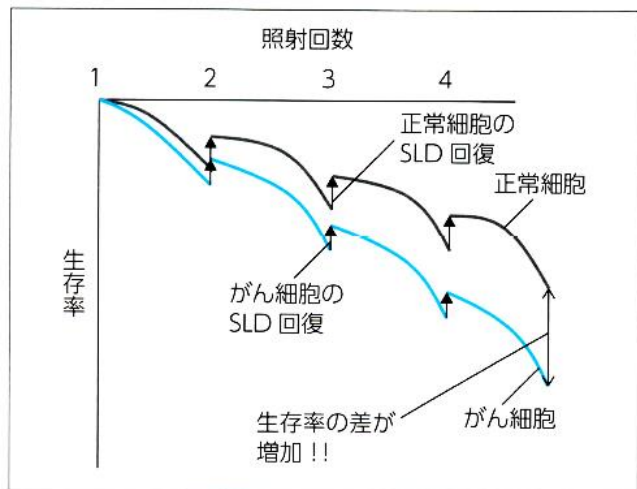 照射回数
1 2 3 4
正常細胞の
SLD 回復
正常細胞
生存率
がん細胞の
SLD 回復
生存率の差が
増加 !!
がん細胞